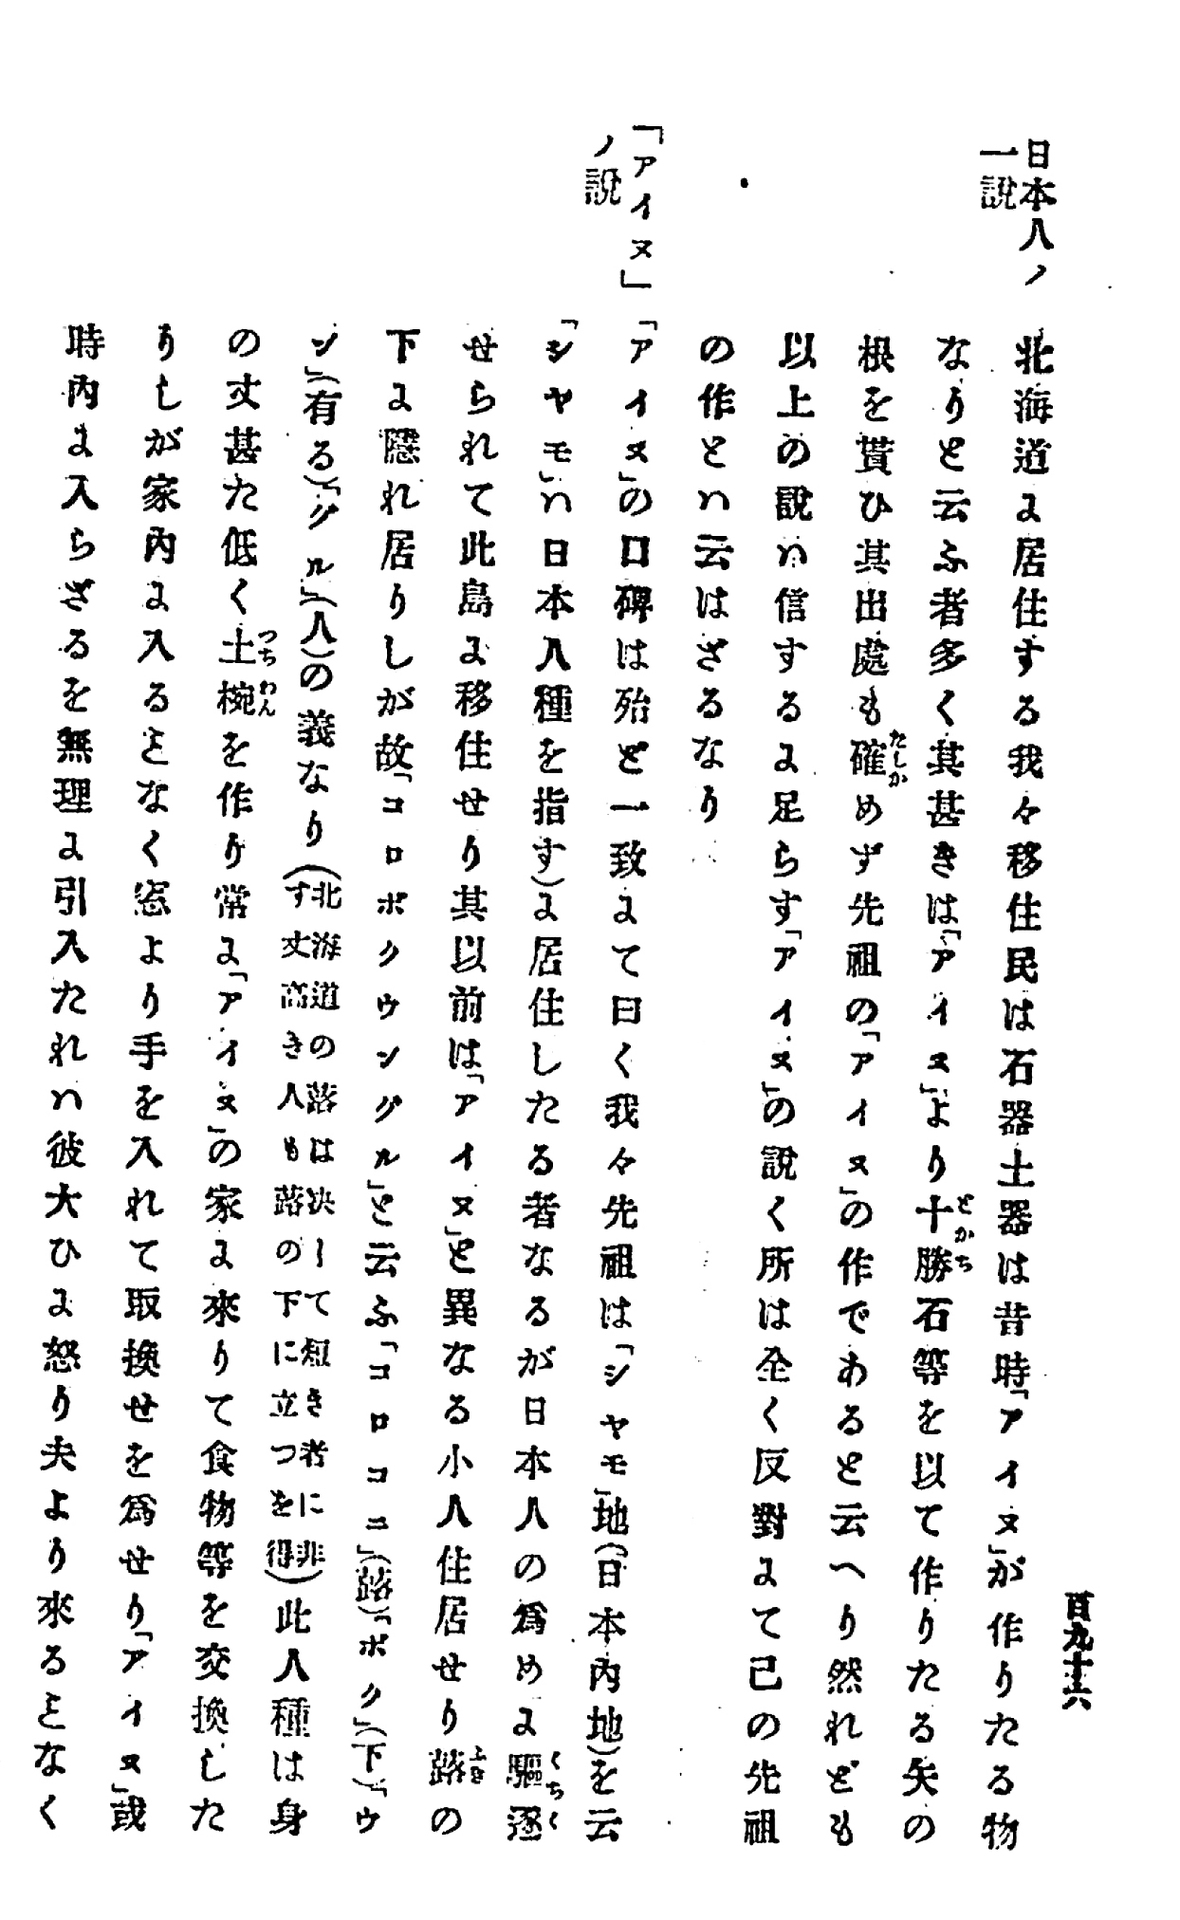 百九十六
日本人ノ
一説
北海道に居住する我々移住民は石器土器は昔時「アイヌ」が作りたる物
なりと云ふ者多く其甚きは「アイヌ」より十勝石等を以て作りたる矢の
根を貰ひ其出處も確めず先祖の「アイヌ」の作であると云へり然れども
以上の説ハ信するに足らす「アイヌ」の説く所は全く反對にて己の先祖
の作とハ云はざるなり
「アイヌ」
ノ説
「アイヌ」の口碑は殆ど一致にて曰く我々先祖は「シヤモ」地(日本内地)を云
「シヤモ」ハ日本人種を指す)に居住したる者なるが日本人の爲めに驅逐
せられて此島に移住せり其以前は「アイヌ」と異なる小人住居せり蕗の
下に隱れ居りしが故「コロボクウングル」と云ふ「コロコニ」(蕗)「ボク」(下)「ウ
ン」(有る)「グル」(人)の義なり(北海道の蕗は决して短き者に非す丈高き人も蕗の下に立つを得)此人種は身
の丈甚た低く土椀を作り常に「アイヌ」の家に來りて食物等を交換した
りしが家内に入るヿなく窓より手を入れて取換せを爲せり「アイヌ」或
時内に入らざるを無理に引入たれハ彼大ひに怒り夫より來るヿなく